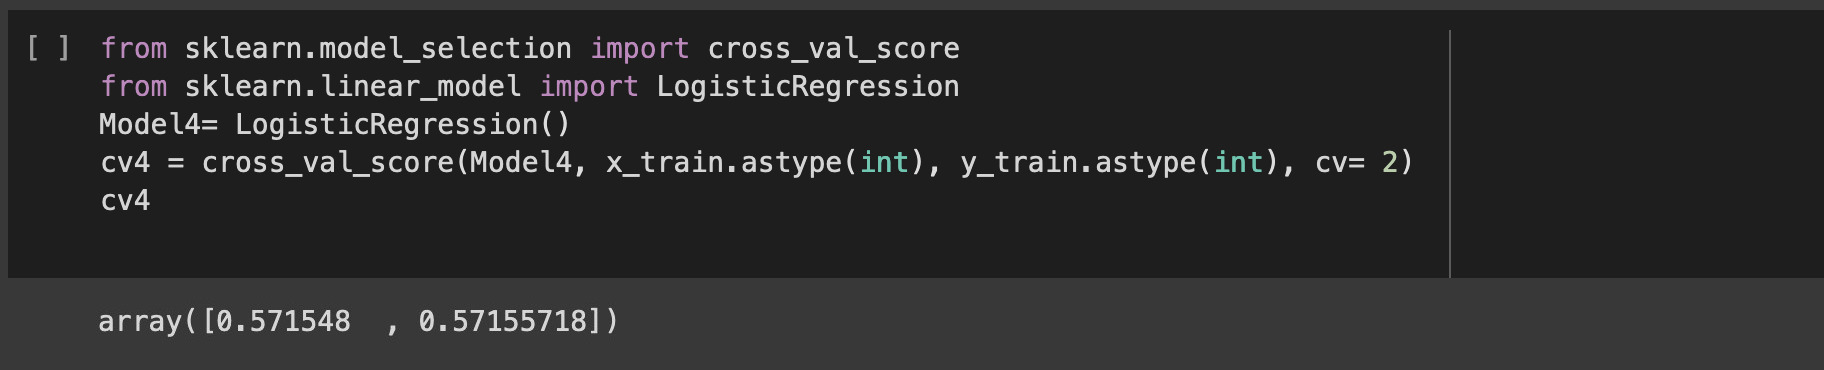 [ ] from sklearn.model_selection import cross_val_score
from sklearn.linear_model import LogisticRegression
Model4= LogisticRegression()
cv4 = cross_val_score(Model4, x_train.astype(int), y_train.astype(int), cv= 2)
cv4
array([0.571548  , 0.57155718])